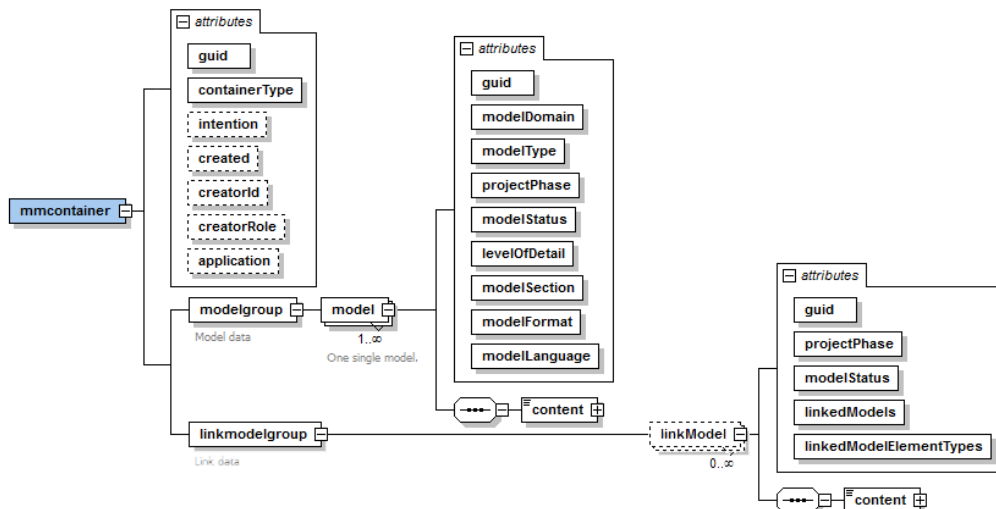 attributes
guid
containerType
intention
created
creatorId
creatorRole
application
mmcontainer
modelgroup
Model data
model
1..∞
One single model.
attributes
guid
modelDomain
modelType
projectPhase
modelStatus
levelOfDetail
modelSection
modelFormat
modelLanguage
content
linkmodelgroup
Link data
linkModel
0..∞
attributes
guid
projectPhase
modelStatus
linkedModels
linkedModelElementTypes
content